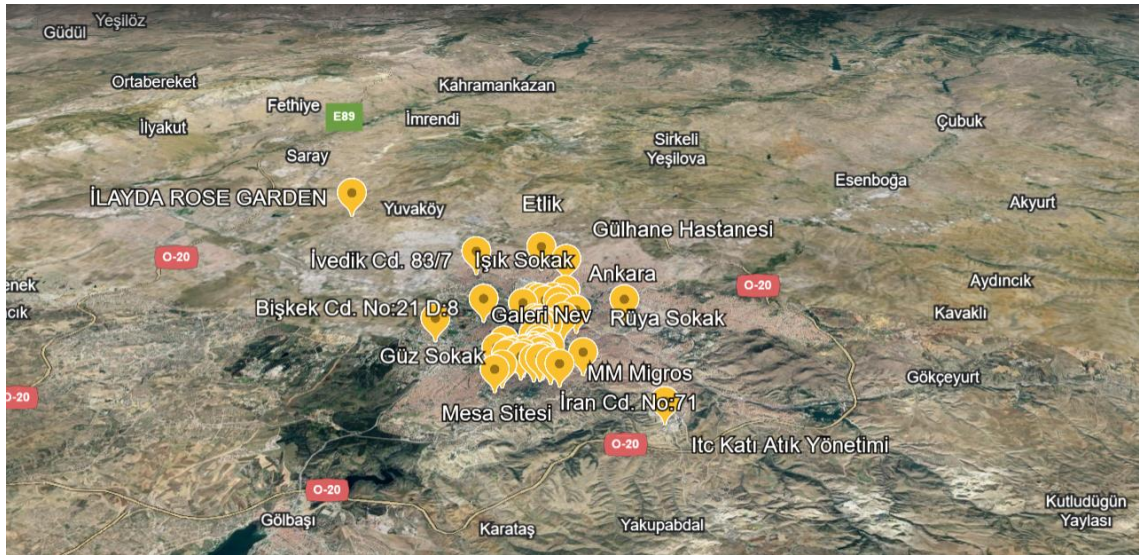 Yeşilöz
Güdül
Ortabereket
Kahramankazan
Fethiye
E89
İmrendi
İlyakut
Çubuk
Sirkeli
Yeşilova
Saray
Esenboğa
İLAYDA ROSE GARDEN
Yuvaköy
Etlik
Akyurt
Gülhane Hastanesi
O-20
İvedik Cd. 83/7
Işık Sokak
Ankara
Aydıncık
O-20
enek
cık
Bişkek Cd. No:21 D:8
Galeri Nev
Rüya Sokak
Kavaklı
Güz Sokak
MM Migros
Gökçeyurt
O-20
Mesa Sitesi
İran Cd. No:71
O-20
Itc Katı Atık Yönetimi
O-20
Gölbaşı
Karataş
Yakupabdal
Kutludüğün
Yaylası